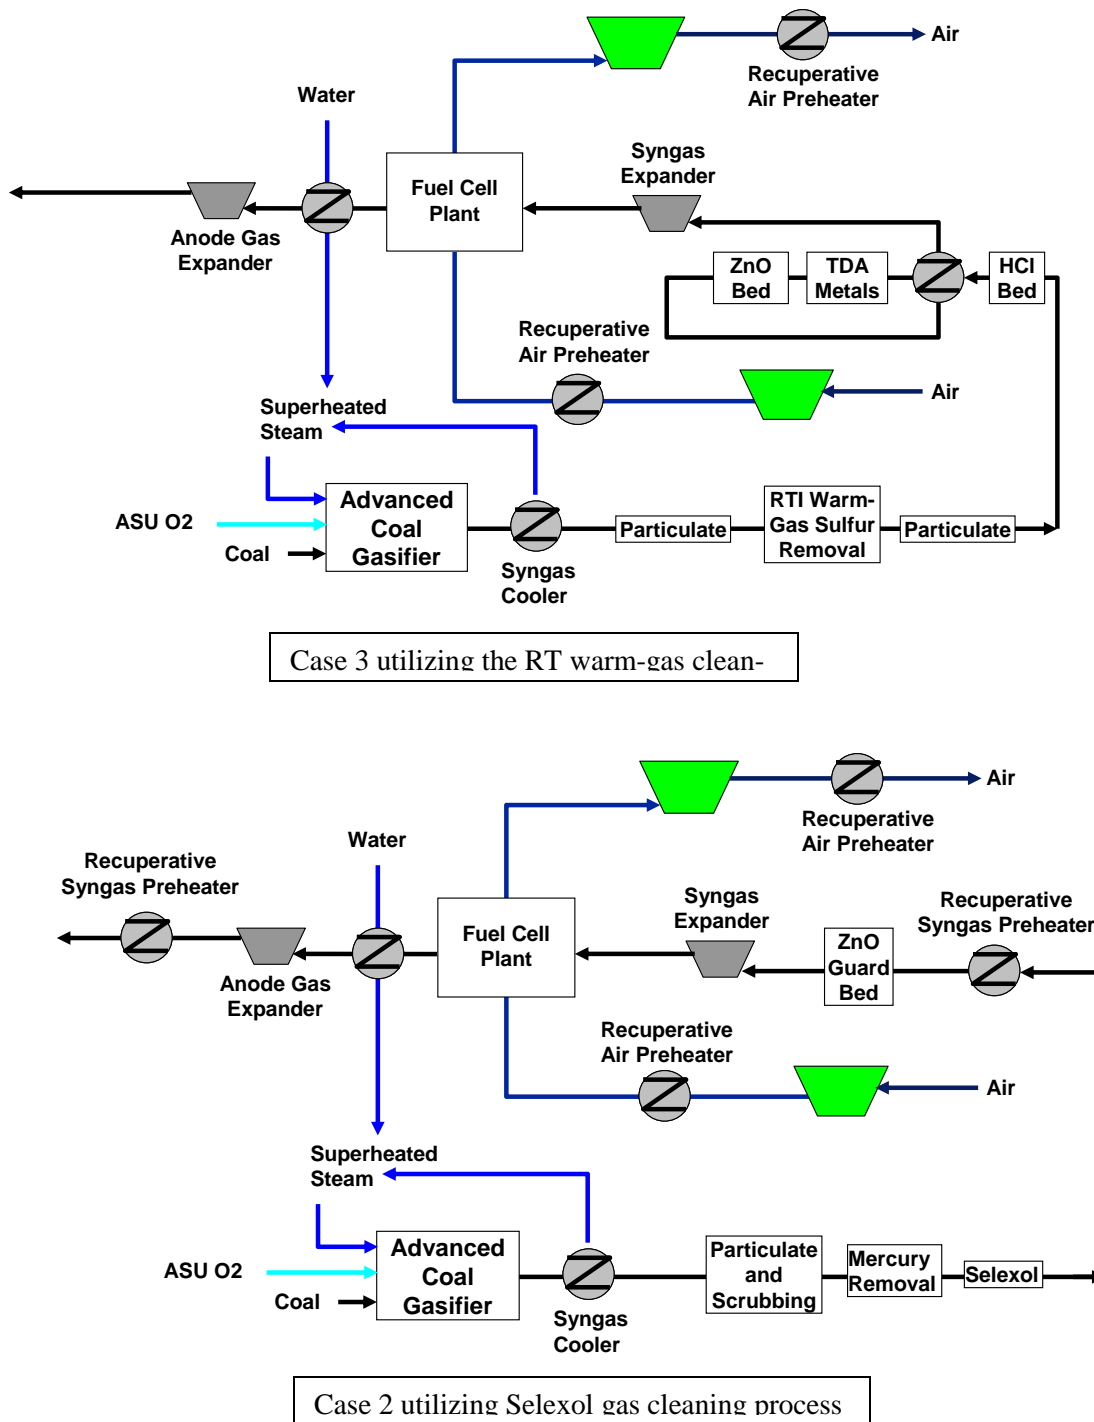 Air
Recuperative
Air Preheater
Water
Syngas
Expander
Fuel Cell
Plant
Anode Gas
Expander
ZnO
Bed
TDA
Metals
HCl
Bed
Recuperative
Air Preheater
Air
Superheated
Steam
ASU O2
Coal
Advanced
Coal
Gasifier
Syngas
Cooler
Particulate
RTI Warm-
Gas Sulfur
Removal
Particulate
Case 3 utilizing the RT warm-gas clean-
Air
Recuperative
Air Preheater
Water
Recuperative
Syngas Preheater
Syngas
Expander
Recuperative
Syngas Preheater
Fuel Cell
Plant
ZnO
Guard
Bed
Anode Gas
Expander
Recuperative
Air Preheater
Air
Superheated
Steam
ASU O2
Coal
Advanced
Coal
Gasifier
Syngas
Cooler
Particulate
and
Scrubbing
Mercury
Removal
Selexol
Case 2 utilizing Selexol gas cleaning process